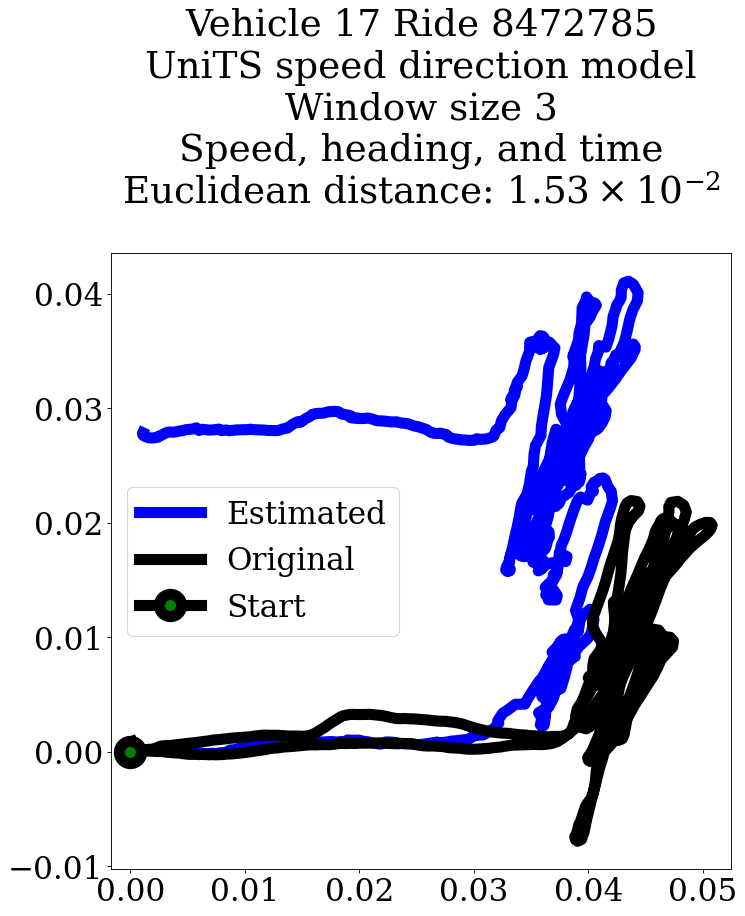 Vehicle 17 Ride 8472785
UniTS speed direction model
Window size 3
Speed, heading, and time
Euclidean distance: 1.53 × 10⁻²
0.04
0.03
0.02
0.01
0.00
−0.01
Estimated
Original
Start
0.00 0.01 0.02 0.03 0.04 0.05